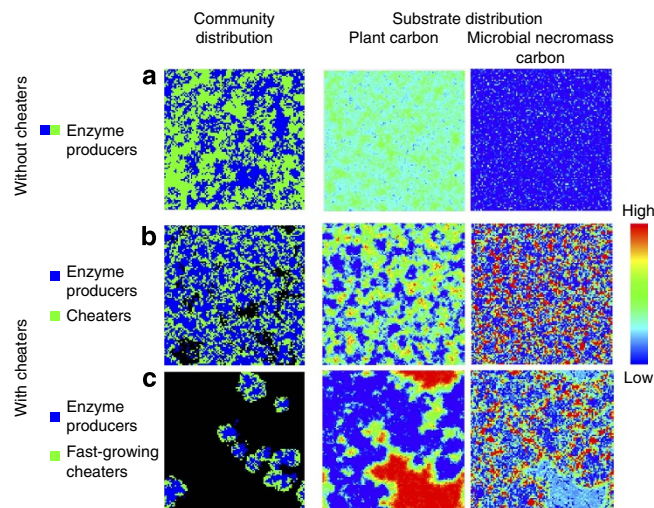 Community
distribution
Substrate distribution
Plant carbon
Microbial necromass
carbon
Without cheaters
a
Enzyme
producers
With cheaters
b
Enzyme
producers
Cheaters
c
Enzyme
producers
Fast-growing
cheaters
High
Low